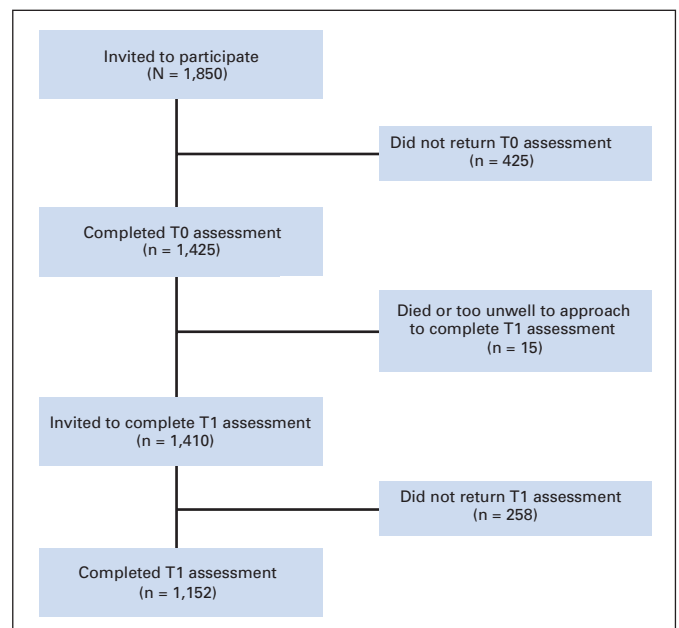 Invited to participate
(N = 1,850)
Did not return T0 assessment
(n = 425)
Completed T0 assessment
(n = 1,425)
Died or too unwell to approach
to complete T1 assessment
(n = 15)
Invited to complete T1 assessment
(n = 1,410)
Did not return T1 assessment
(n = 258)
Completed T1 assessment
(n = 1,152)